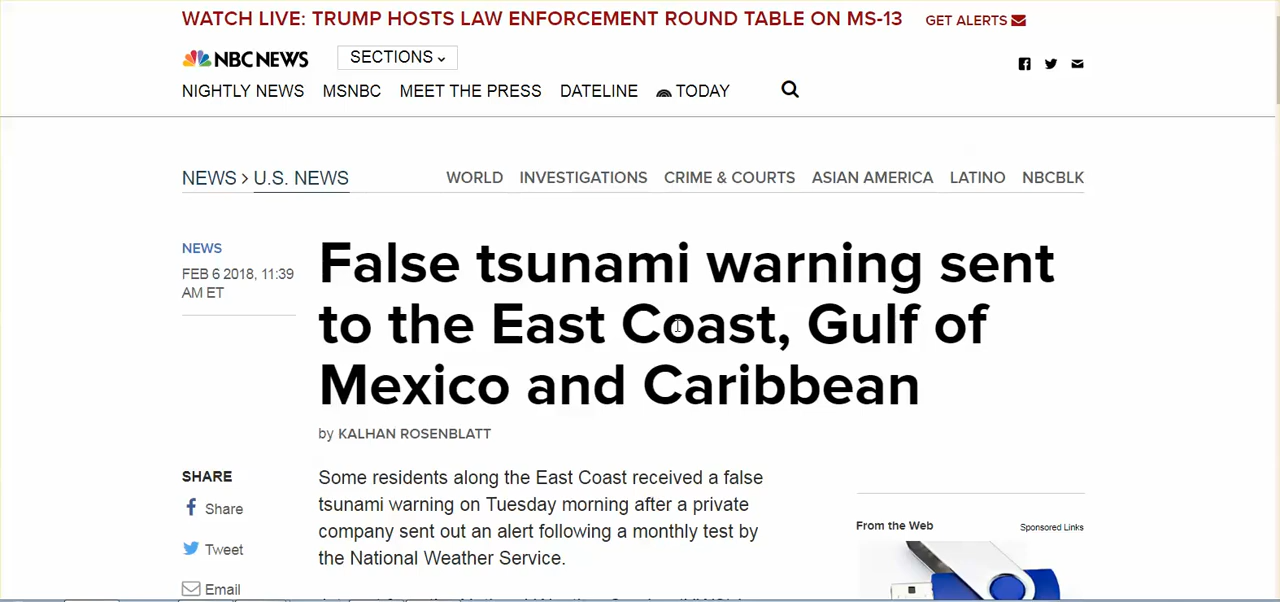 WATCH LIVE: TRUMP HOSTS LAW ENFORCEMENT ROUND TABLE ON MS-13 GET ALERTS
NBC NEWS SECTIONS
NIGHTLY NEWS MSNBC MEET THE PRESS DATELINE TODAY
NEWS > U.S. NEWS WORLD INVESTIGATIONS CRIME & COURTS ASIAN AMERICA LATINO NBCBLK
NEWS
FEB 6 2018, 11:39
AM ET
False tsunami warning sent
to the East Coast, Gulf of
Mexico and Caribbean
by KALHAN ROSENBLATT
SHARE
Share
Tweet
Email
Some residents along the East Coast received a false
tsunami warning on Tuesday morning after a private
company sent out an alert following a monthly test by
the National Weather Service.
From the Web Sponsored Links